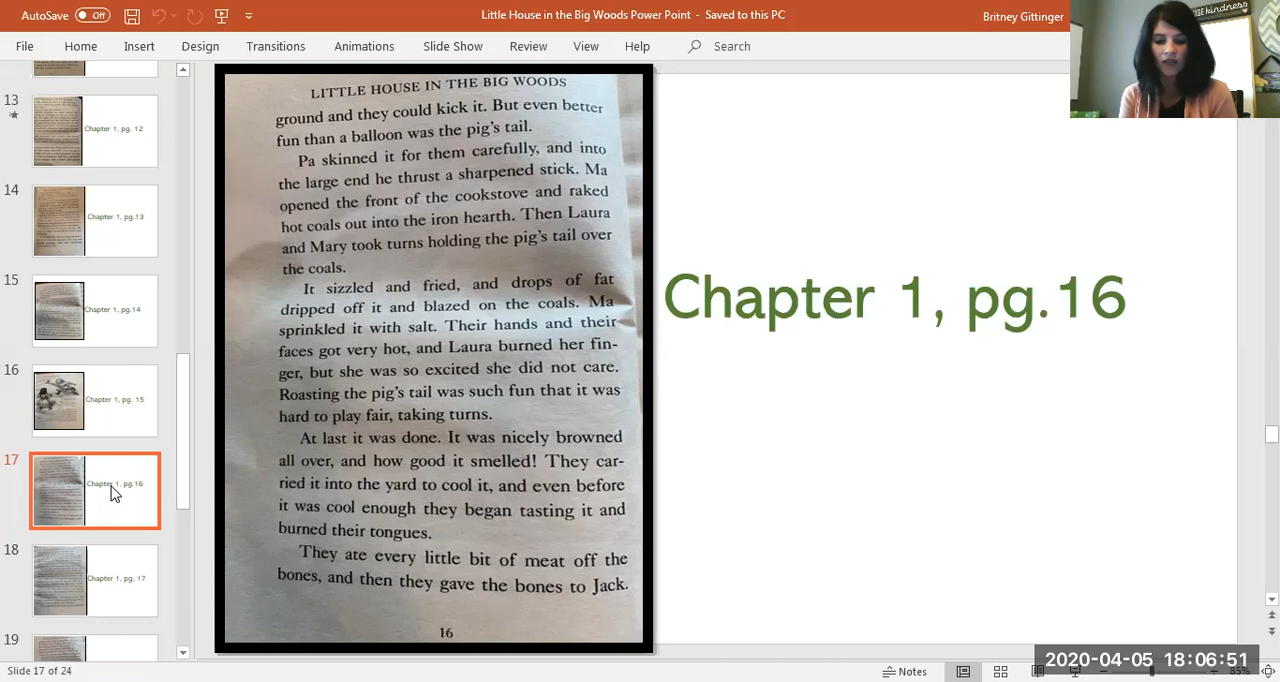 AutoSave Off
Little House in the Big Woods Power Point - Saved to this PC
Britney Gittinger
kindness
File Home Insert Design Transitions Animations Slide Show Review View Help Search
13
Chapter 1, pg. 12
14
Chapter 1, pg.13
15
Chapter 1, pg.14
16
Chapter 1, pg. 15
17
Chapter 1, pg.16
18
Chapter 1, pg. 17
19
LITTLE HOUSE IN THE BIG WOODS
ground and they could kick it. But even better
fun than a balloon was the pig's tail.
Pa skinned it for them carefully, and into
the large end he thrust a sharpened stick. Ma
opened the front of the cookstove and raked
hot coals out into the iron hearth. Then Laura
and Mary took turns holding the pig's tail over
the coals.
It sizzled and fried, and drops of fat
dripped off it and blazed on the coals. Ma
sprinkled it with salt. Their hands and their
faces got very hot, and Laura burned her fin-
ger, but she was so excited she did not care.
Roasting the pig's tail was such fun that it was
hard to play fair, taking turns.
At last it was done. It was nicely browned
all over, and how good it smelled! They car-
ried it into the yard to cool it, and even before
it was cool enough they began tasting it and
burned their tongues.
They ate every little bit of meat off the
bones, and then they gave the bones to Jack.
16
Chapter 1, pg.16
Slide 17 of 24
Notes
2020-04-05 18:06:51